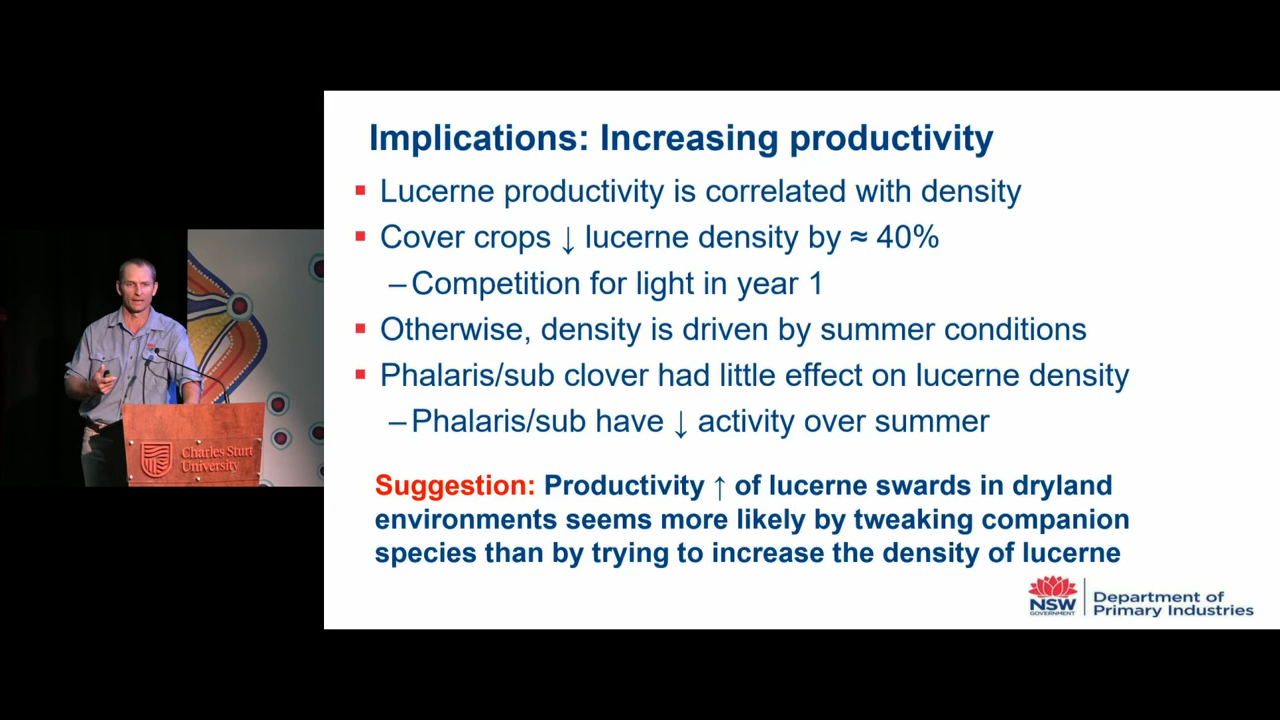 Implications: Increasing productivity
▪ Lucerne productivity is correlated with density
▪ Cover crops ↓ lucerne density by ≈ 40%
– Competition for light in year 1
▪ Otherwise, density is driven by summer conditions
▪ Phalaris/sub clover had little effect on lucerne density
– Phalaris/sub have ↓ activity over summer
Suggestion: Productivity ↑ of lucerne swards in dryland
environments seems more likely by tweaking companion
species than by trying to increase the density of lucerne
NSW
GOVERNMENT
Department of
Primary Industries
Charles Sturt
University